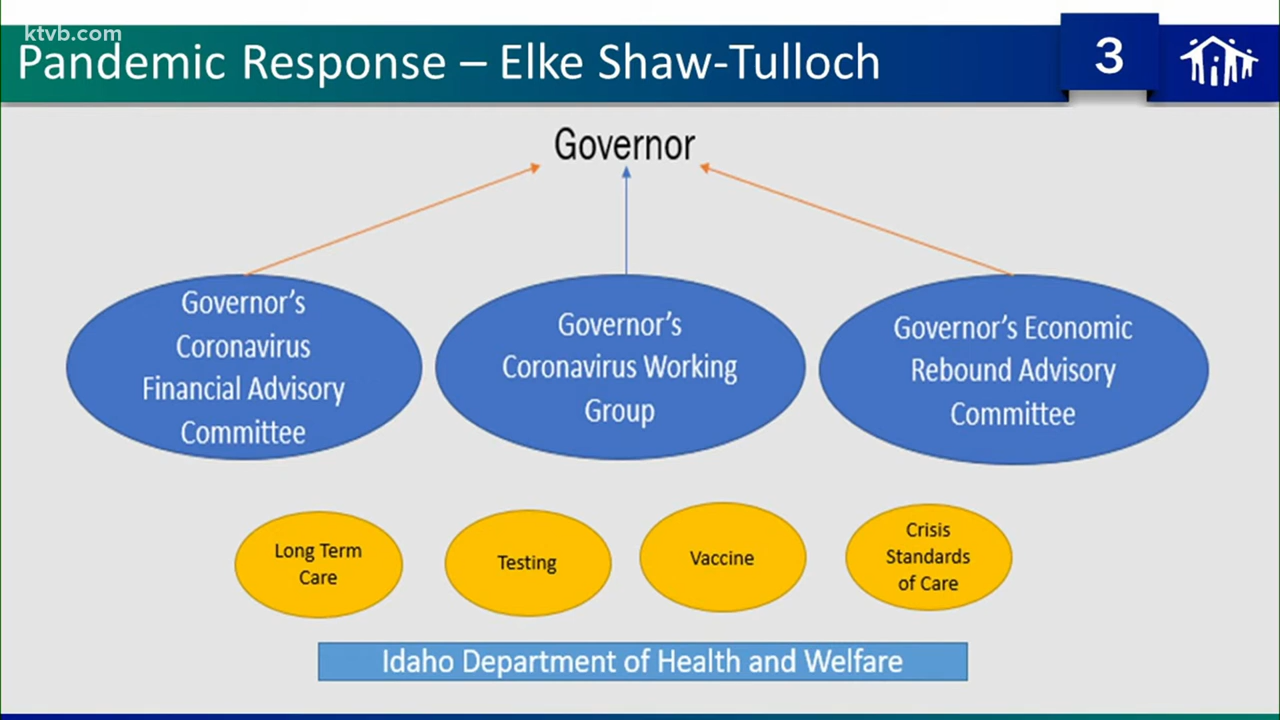 ktvb.com
Pandemic Response – Elke Shaw-Tulloch
3
Governor
Governor's
Coronavirus
Financial Advisory
Committee
Governor's
Coronavirus Working
Group
Governor's Economic
Rebound Advisory
Committee
Long Term
Care
Testing
Vaccine
Crisis
Standards
of Care
Idaho Department of Health and Welfare